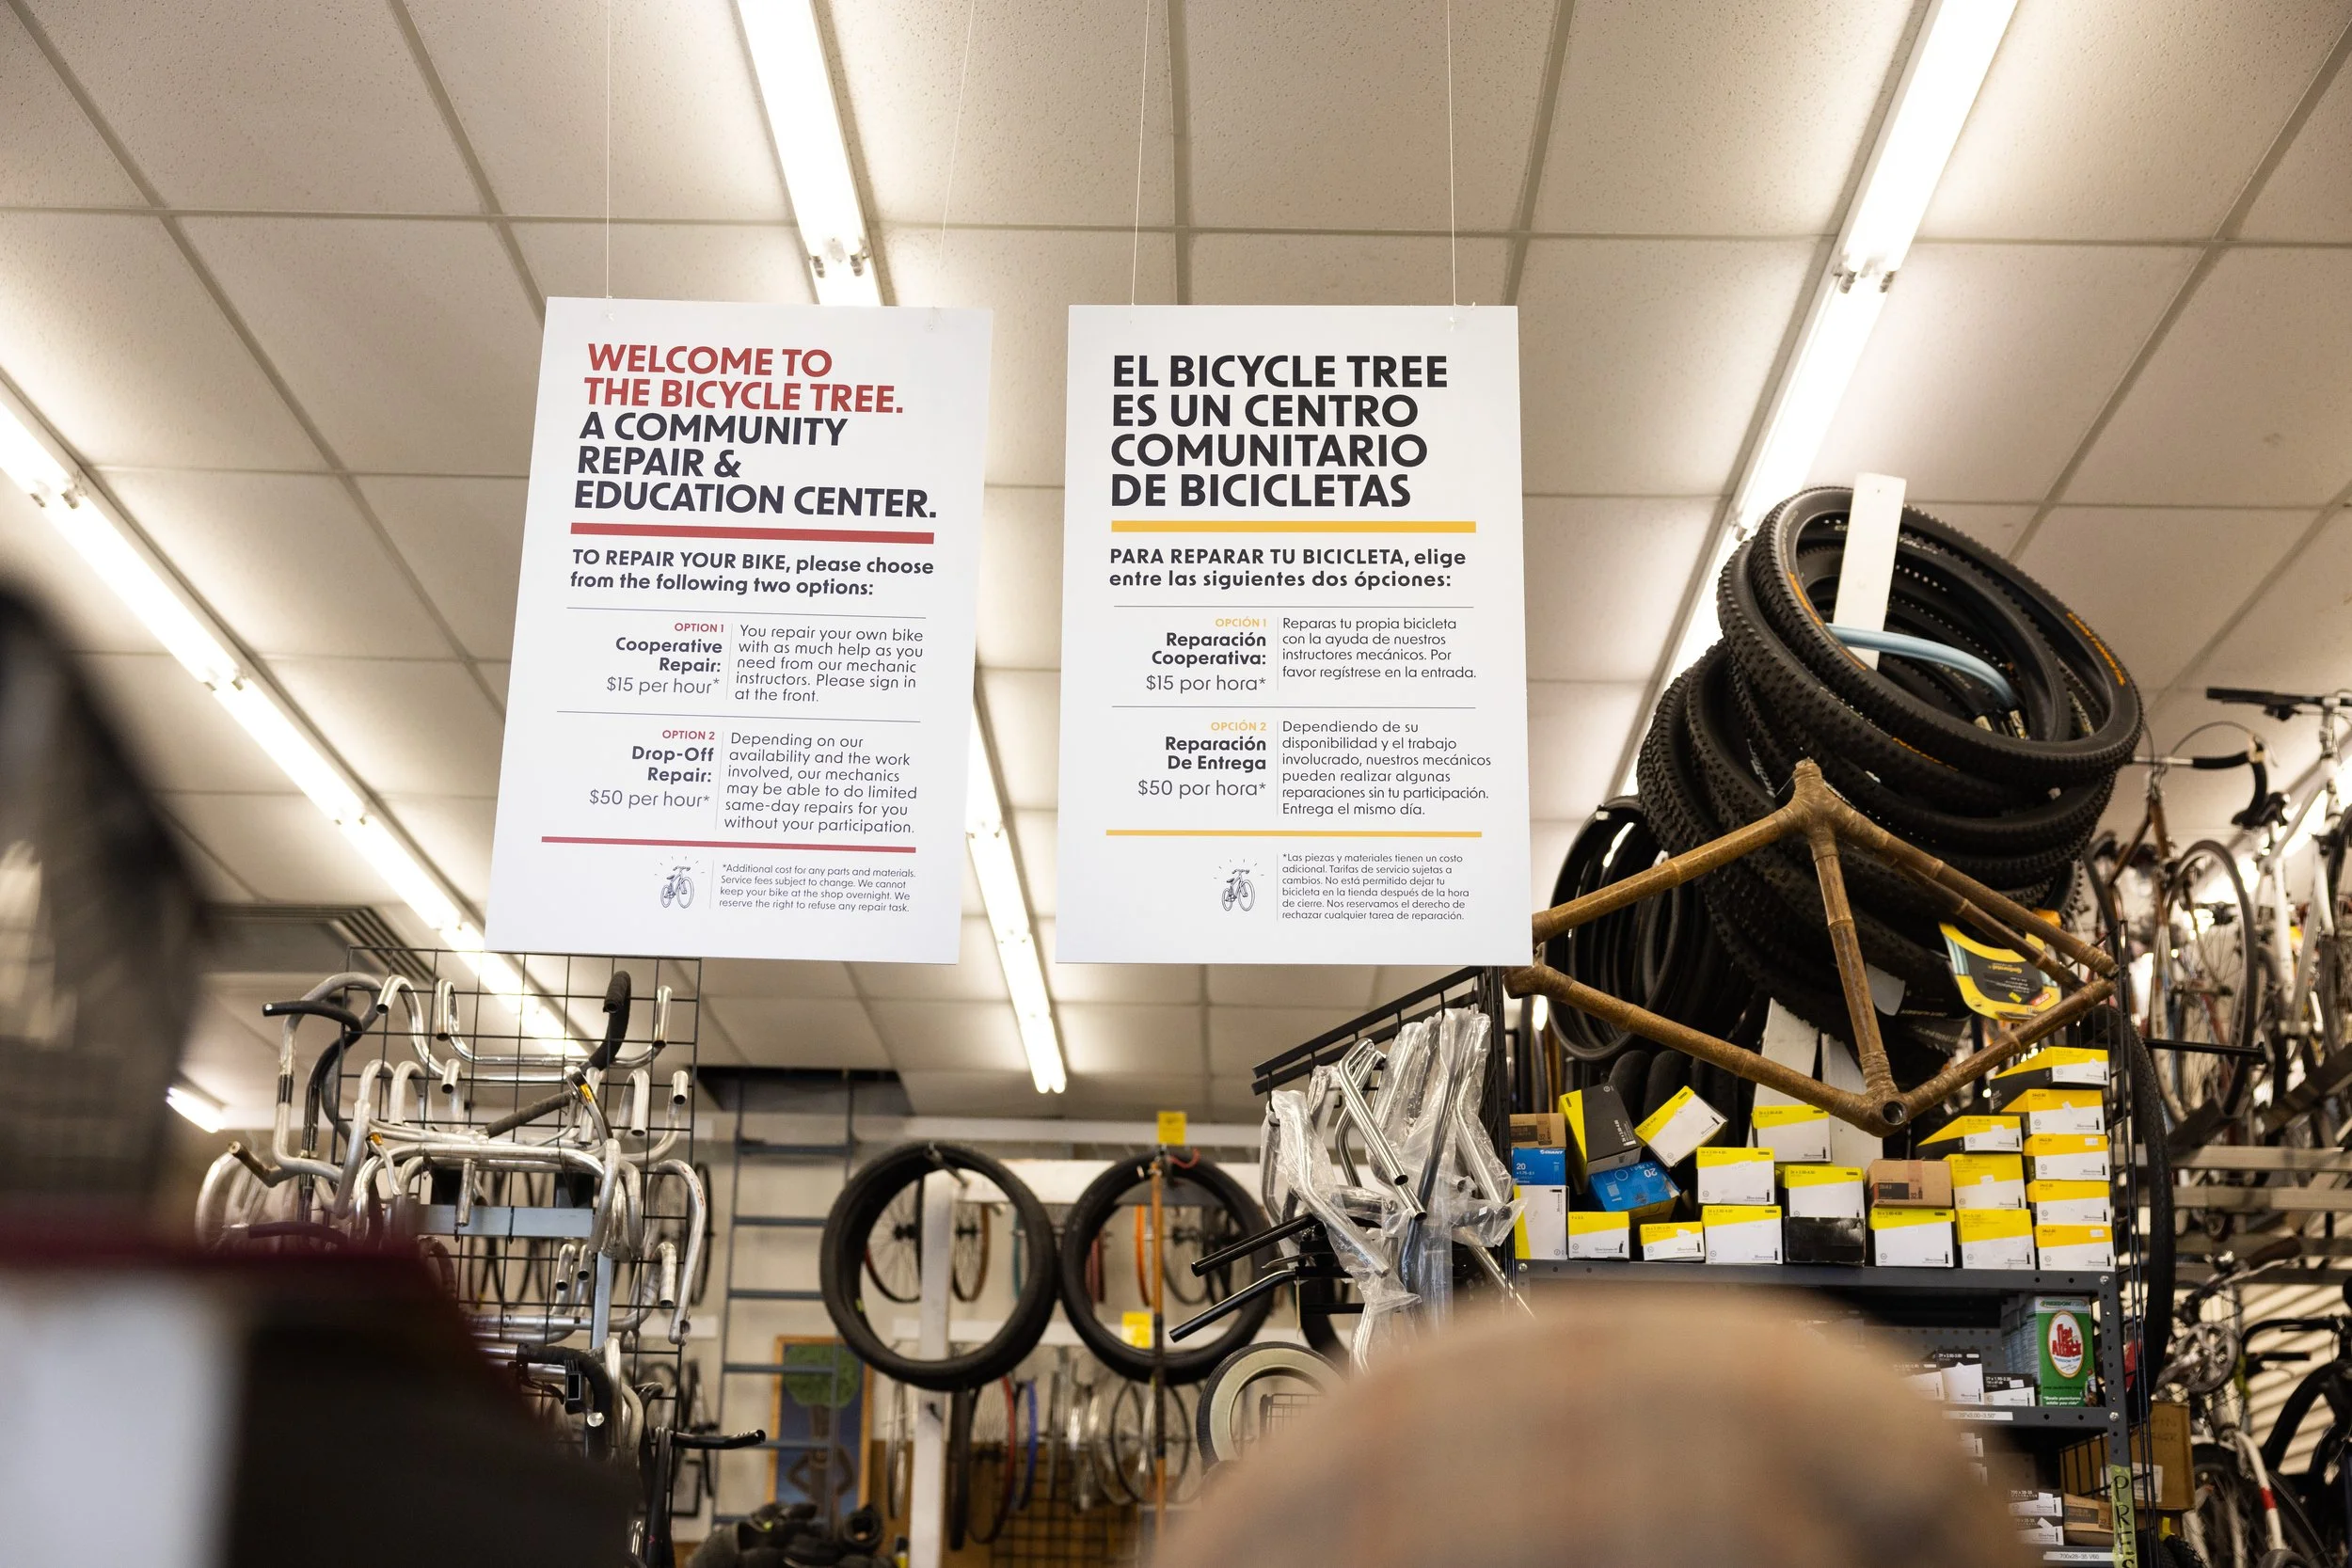 WELCOME TO
THE BICYCLE TREE.
A COMMUNITY
REPAIR &
EDUCATION CENTER.
TO REPAIR YOUR BIKE, please choose
from the following two options:
OPTION 1
Cooperative
Repair:
$15 per hour*
You repair your own bike
with as much help as you
need from our mechanic
instructors. Please sign in
at the front.
OPTION 2
Drop-Off
Repair:
$50 per hour*
Depending on our
availability and the work
involved, our mechanics
may be able to do limited
same-day repairs for you
without your participation.
*Additional cost for any parts and materials.
Service fees subject to change. We cannot
keep your bike at the shop overnight. We
reserve the right to refuse any repair task.
EL BICYCLE TREE
ES UN CENTRO
COMUNITARIO
DE BICICLETAS
PARA REPARAR TU BICICLETA, elige
entre las siguientes dos ópciones:
OPCIÓN 1
Reparación
Cooperativa:
$15 por hora*
Reparas tu propia bicicleta
con la ayuda de nuestros
instructores mecánicos. Por
favor regístrese en la entrada.
OPCIÓN 2
Reparación
De Entrega
$50 por hora*
Dependiendo de su
disponibilidad y el trabajo
involucrado, nuestros mecánicos
pueden realizar algunas
reparaciones sin tu participación.
Entrega el mismo día.
*Las piezas y materiales tienen un costo
adicional. Tarifas de servicio sujetas a
cambios. No está permitido dejar tu
bicicleta en la tienda después de la hora
de cierre. Nos reservamos el derecho de
rechazar cualquier tarea de reparación.
20
20
PRES